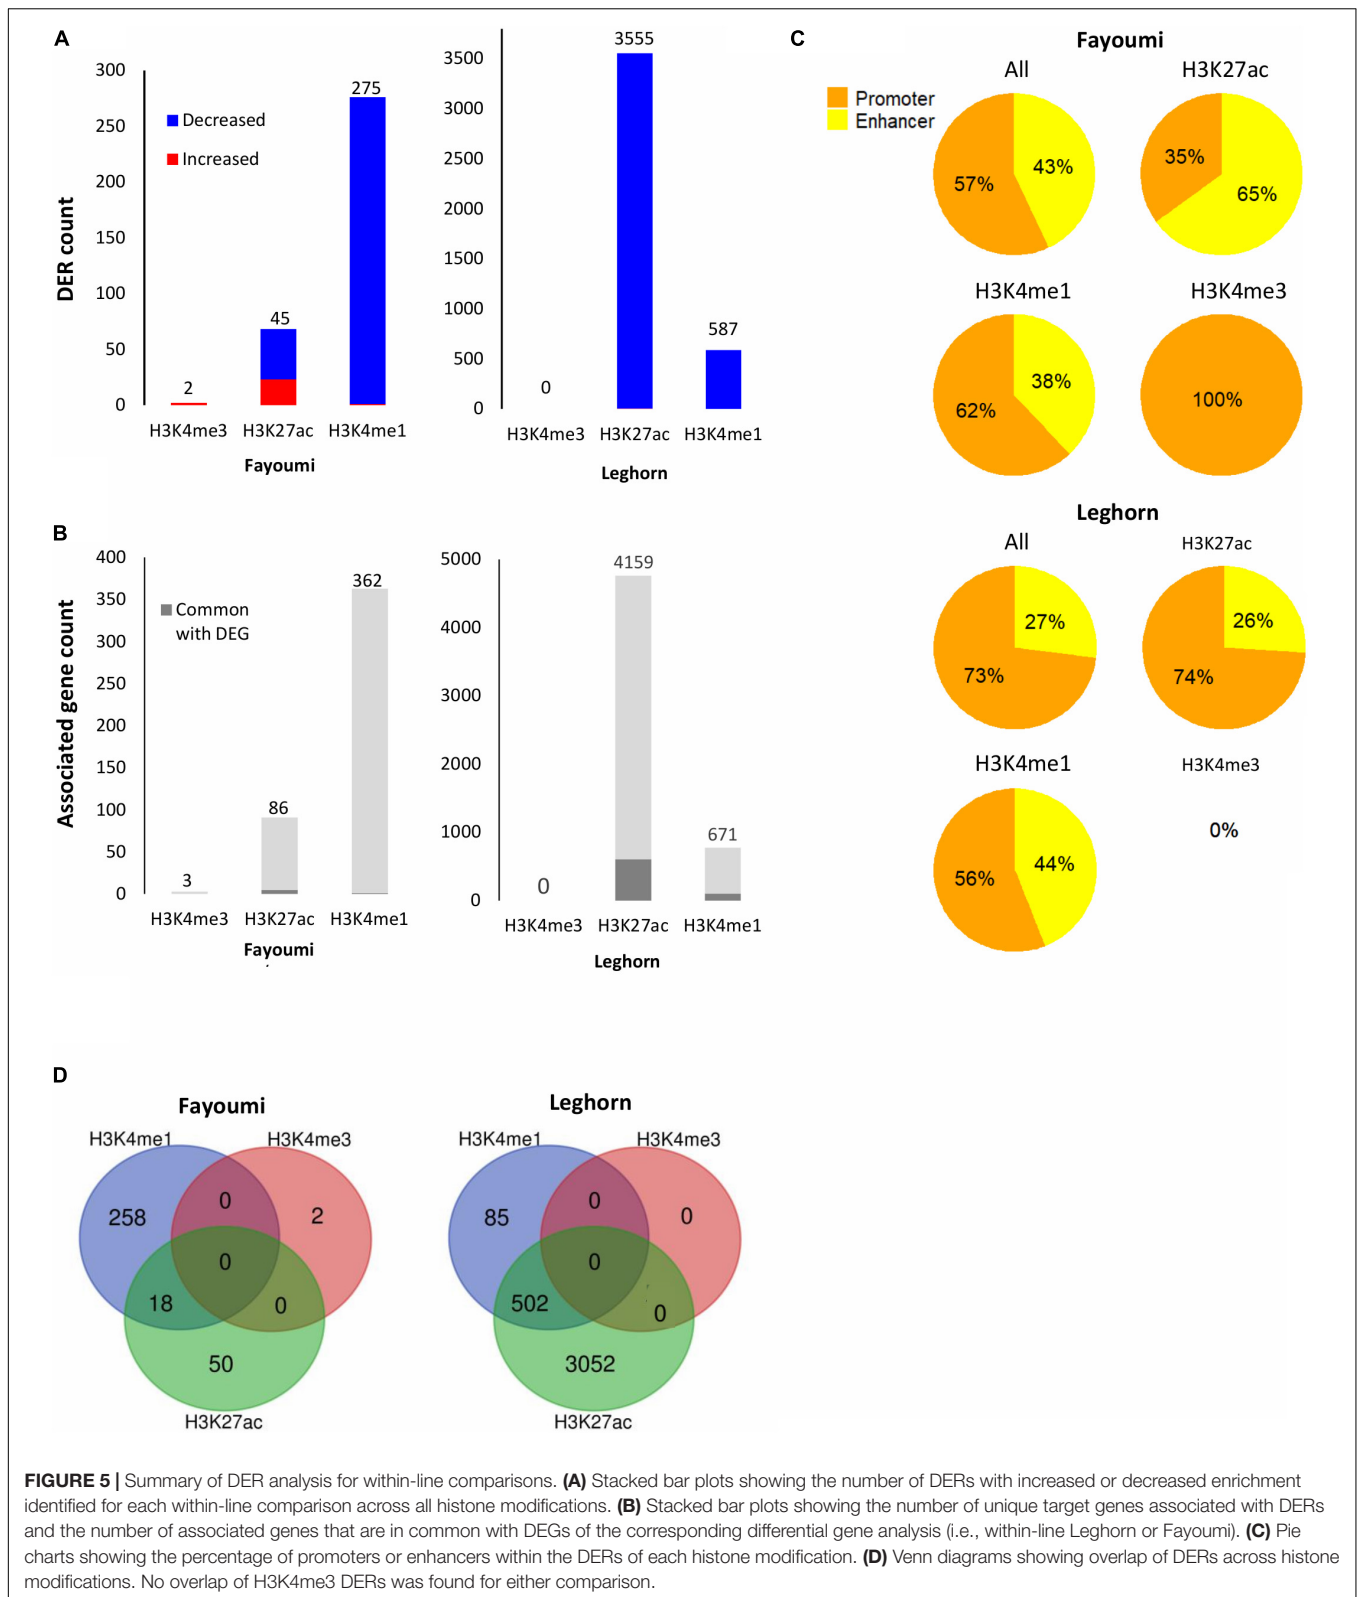 A
DER count
300
250
200
150
100
50
0
Decreased
Increased
2
45
275
H3K4me3
H3K27ac
H3K4me1
Fayoumi
3500
3000
2500
2000
1500
1000
500
0
0
3555
587
H3K4me3
H3K27ac
H3K4me1
Leghorn
B
Associated gene count
400
350
300
250
200
150
100
50
0
Common
with DEG
3
86
362
H3K4me3
H3K27ac
H3K4me1
Fayoumi
5000
4000
3000
2000
1000
0
0
4159
671
H3K4me3
H3K27ac
H3K4me1
Leghorn
C
Promoter
Enhancer
Fayoumi
All
57%
43%
H3K27ac
35%
65%
H3K4me1
62%
38%
H3K4me3
100%
Leghorn
All
73%
27%
H3K27ac
74%
26%
H3K4me1
56%
44%
H3K4me3
0%
D
Fayoumi
H3K4me1
H3K4me3
258
0
2
0
18
0
50
H3K27ac
Leghorn
H3K4me1
H3K4me3
85
0
0
0
502
0
3052
H3K27ac
FIGURE 5 | Summary of DER analysis for within-line comparisons. (A) Stacked bar plots showing the number of DERs with increased or decreased enrichment
identified for each within-line comparison across all histone modifications. (B) Stacked bar plots showing the number of unique target genes associated with DERs
and the number of associated genes that are in common with DEGs of the corresponding differential gene analysis (i.e., within-line Leghorn or Fayoumi). (C) Pie
charts showing the percentage of promoters or enhancers within the DERs of each histone modification. (D) Venn diagrams showing overlap of DERs across histone
modifications. No overlap of H3K4me3 DERs was found for either comparison.